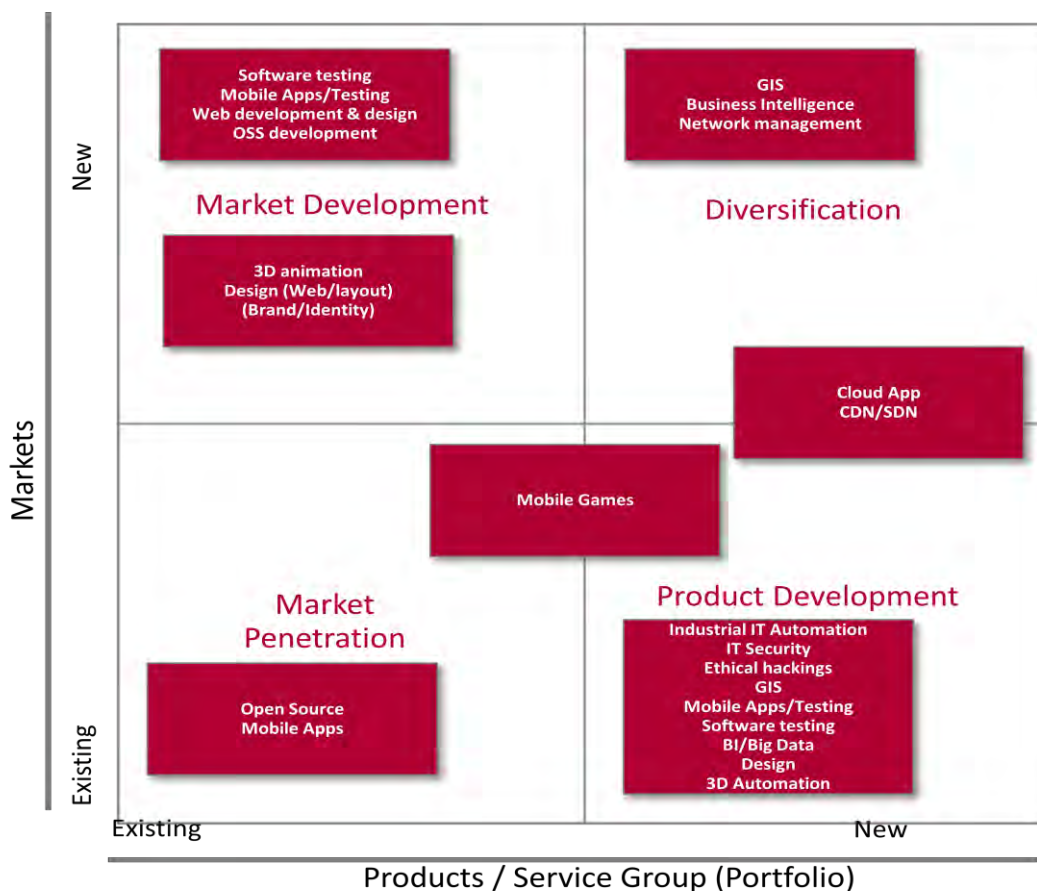 Markets
New
Existing
Software testing
Mobile Apps/Testing
Web development & design
OSS development
Market Development
3D animation
Design (Web/layout)
(Brand/Identity)
GIS
Business Intelligence
Network management
Diversification
Cloud App
CDN/SDN
Mobile Games
Market
Penetration
Open Source
Mobile Apps
Product Development
Industrial IT Automation
IT Security
Ethical hackings
GIS
Mobile Apps/Testing
Software testing
BI/Big Data
Design
3D Automation
Existing
New
Products / Service Group (Portfolio)